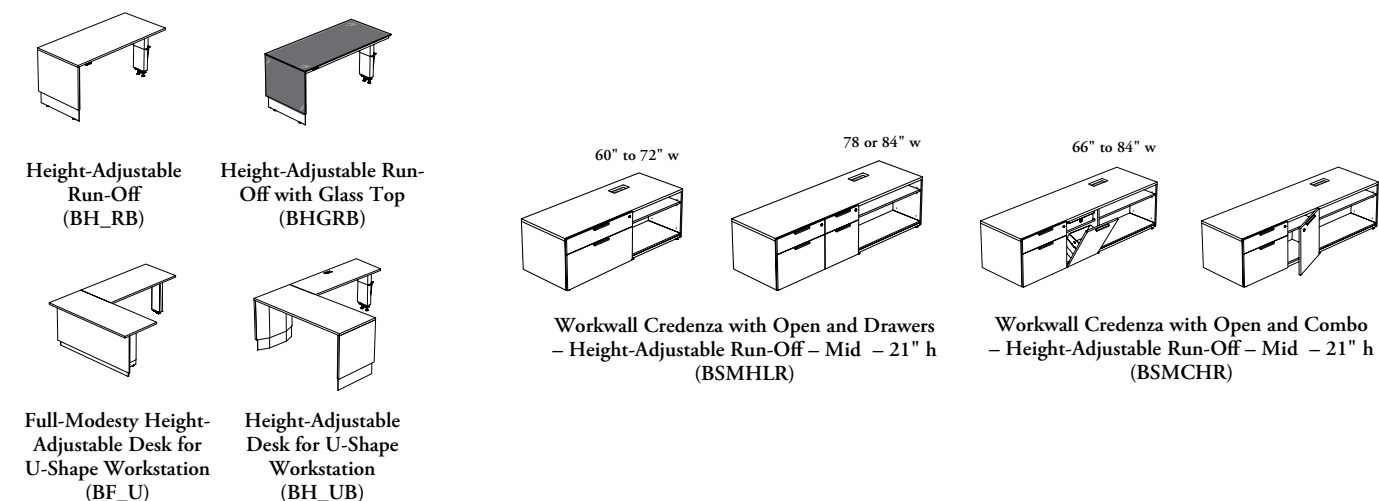 Height-Adjustable
Run-Off
(BH_RB)
Height-Adjustable Run-
Off with Glass Top
(BHGRB)
Full-Modesty Height-
Adjustable Desk for
U-Shape Workstation
(BF_U)
Height-Adjustable
Desk for U-Shape
Workstation
(BH_UB)
60" to 72" w
78 or 84" w
Workwall Credenza with Open and Drawers
– Height-Adjustable Run-Off – Mid – 21" h
(BSMHLR)
66" to 84" w
Workwall Credenza with Open and Combo
– Height-Adjustable Run-Off – Mid – 21" h
(BSMCHR)